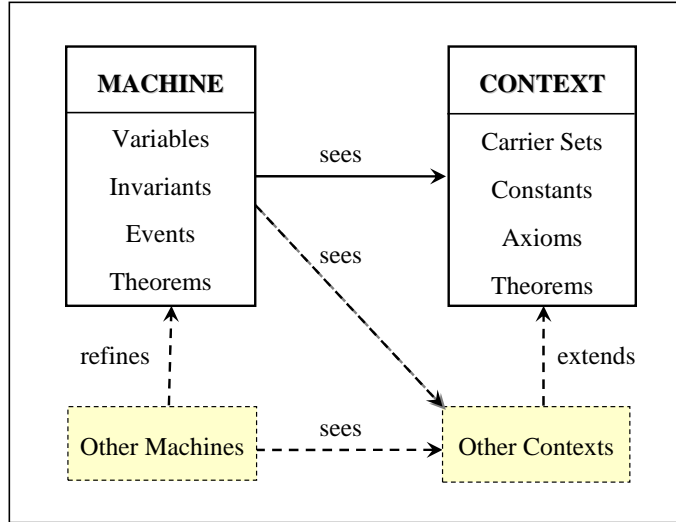 MACHINE
Variables
Invariants
Events
Theorems
sees
CONTEXT
Carrier Sets
Constants
Axioms
Theorems
sees
refines
extends
Other Machines
sees
Other Contexts